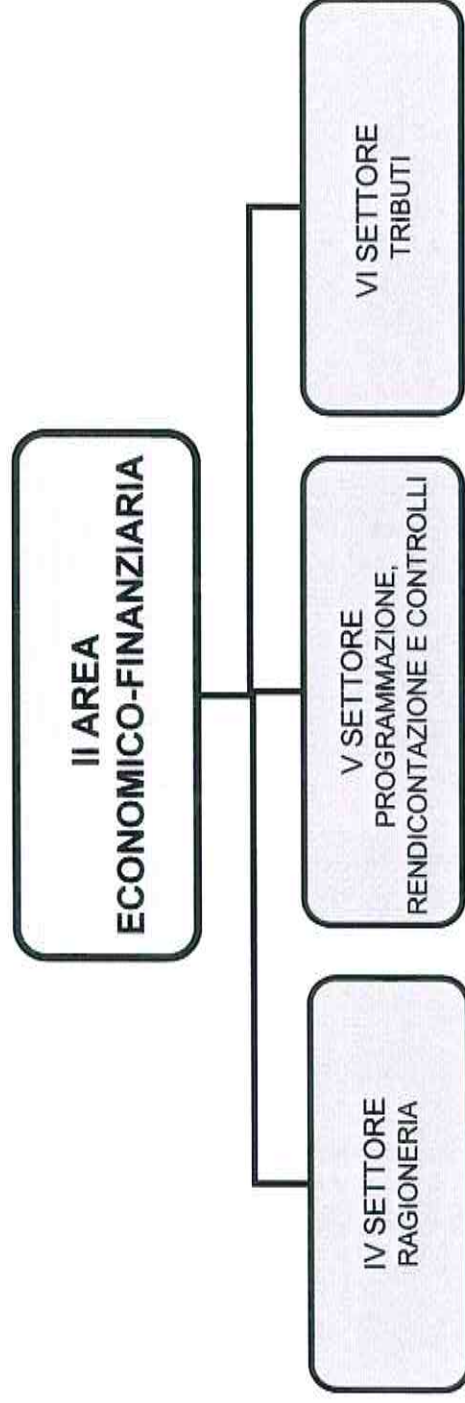 II AREA
ECONOMICO-FINANZIARIA
IV SETTORE
RAGIONERIA
V SETTORE
PROGRAMMAZIONE,
RENDICONTAZIONE E CONTROLLI
VI SETTORE
TRIBUTI